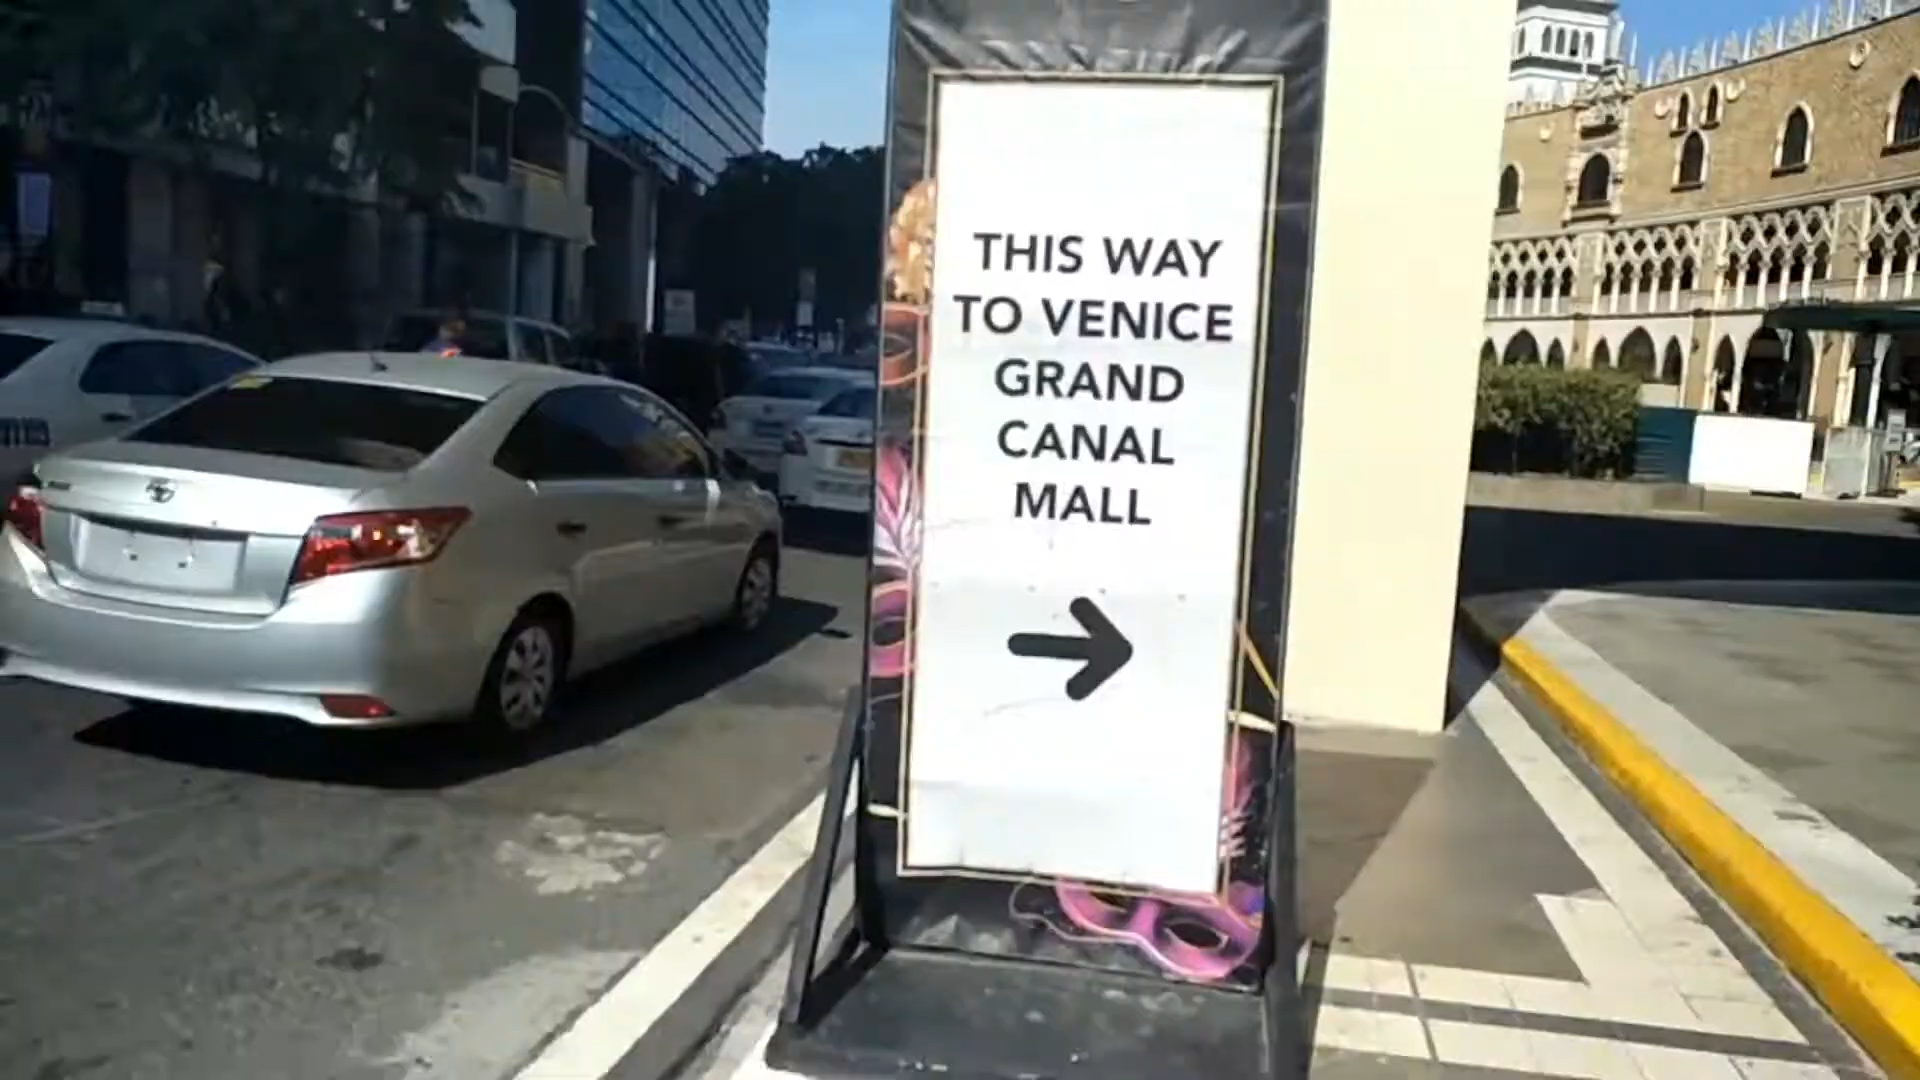 THIS WAY
TO VENICE
GRAND
CANAL
MALL